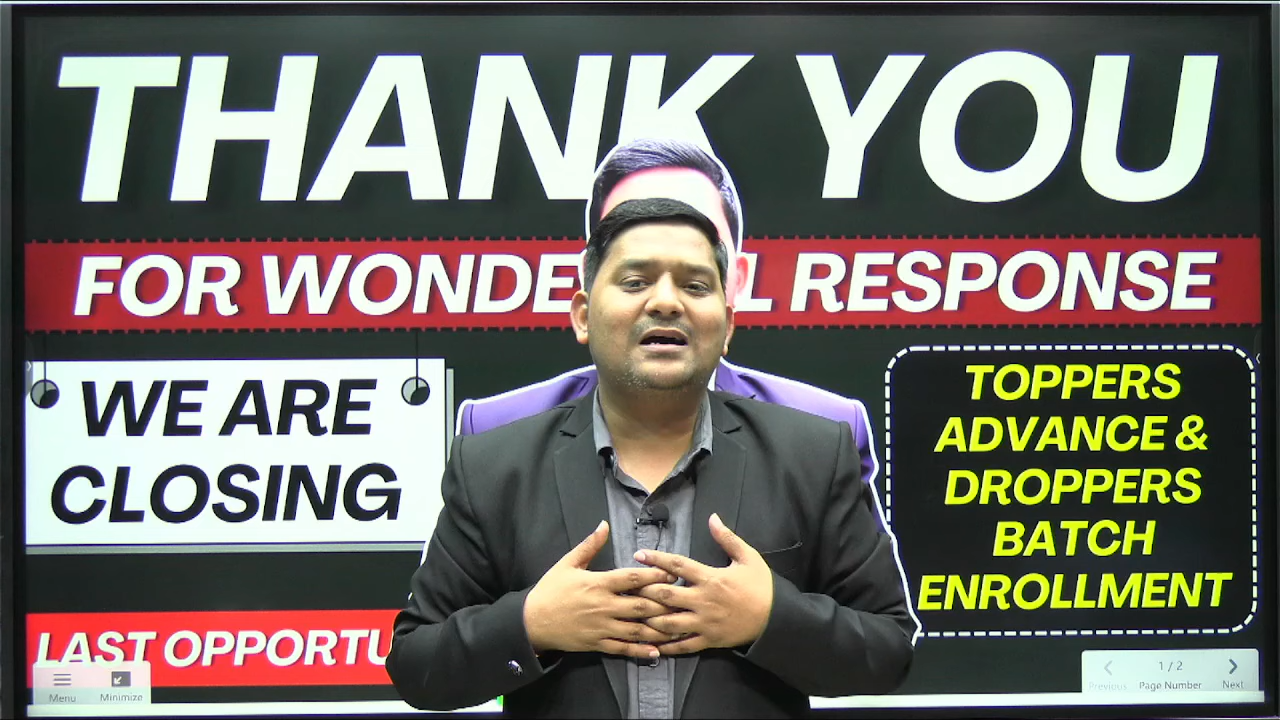 THANK YOU
FOR WONDE L RESPONSE
WE ARE
CLOSING
TOPPERS
ADVANCE &
DROPPERS
BATCH
ENROLLMENT
LAST
Menu
Minimize
1 / 2
Previous
Page Number
Next